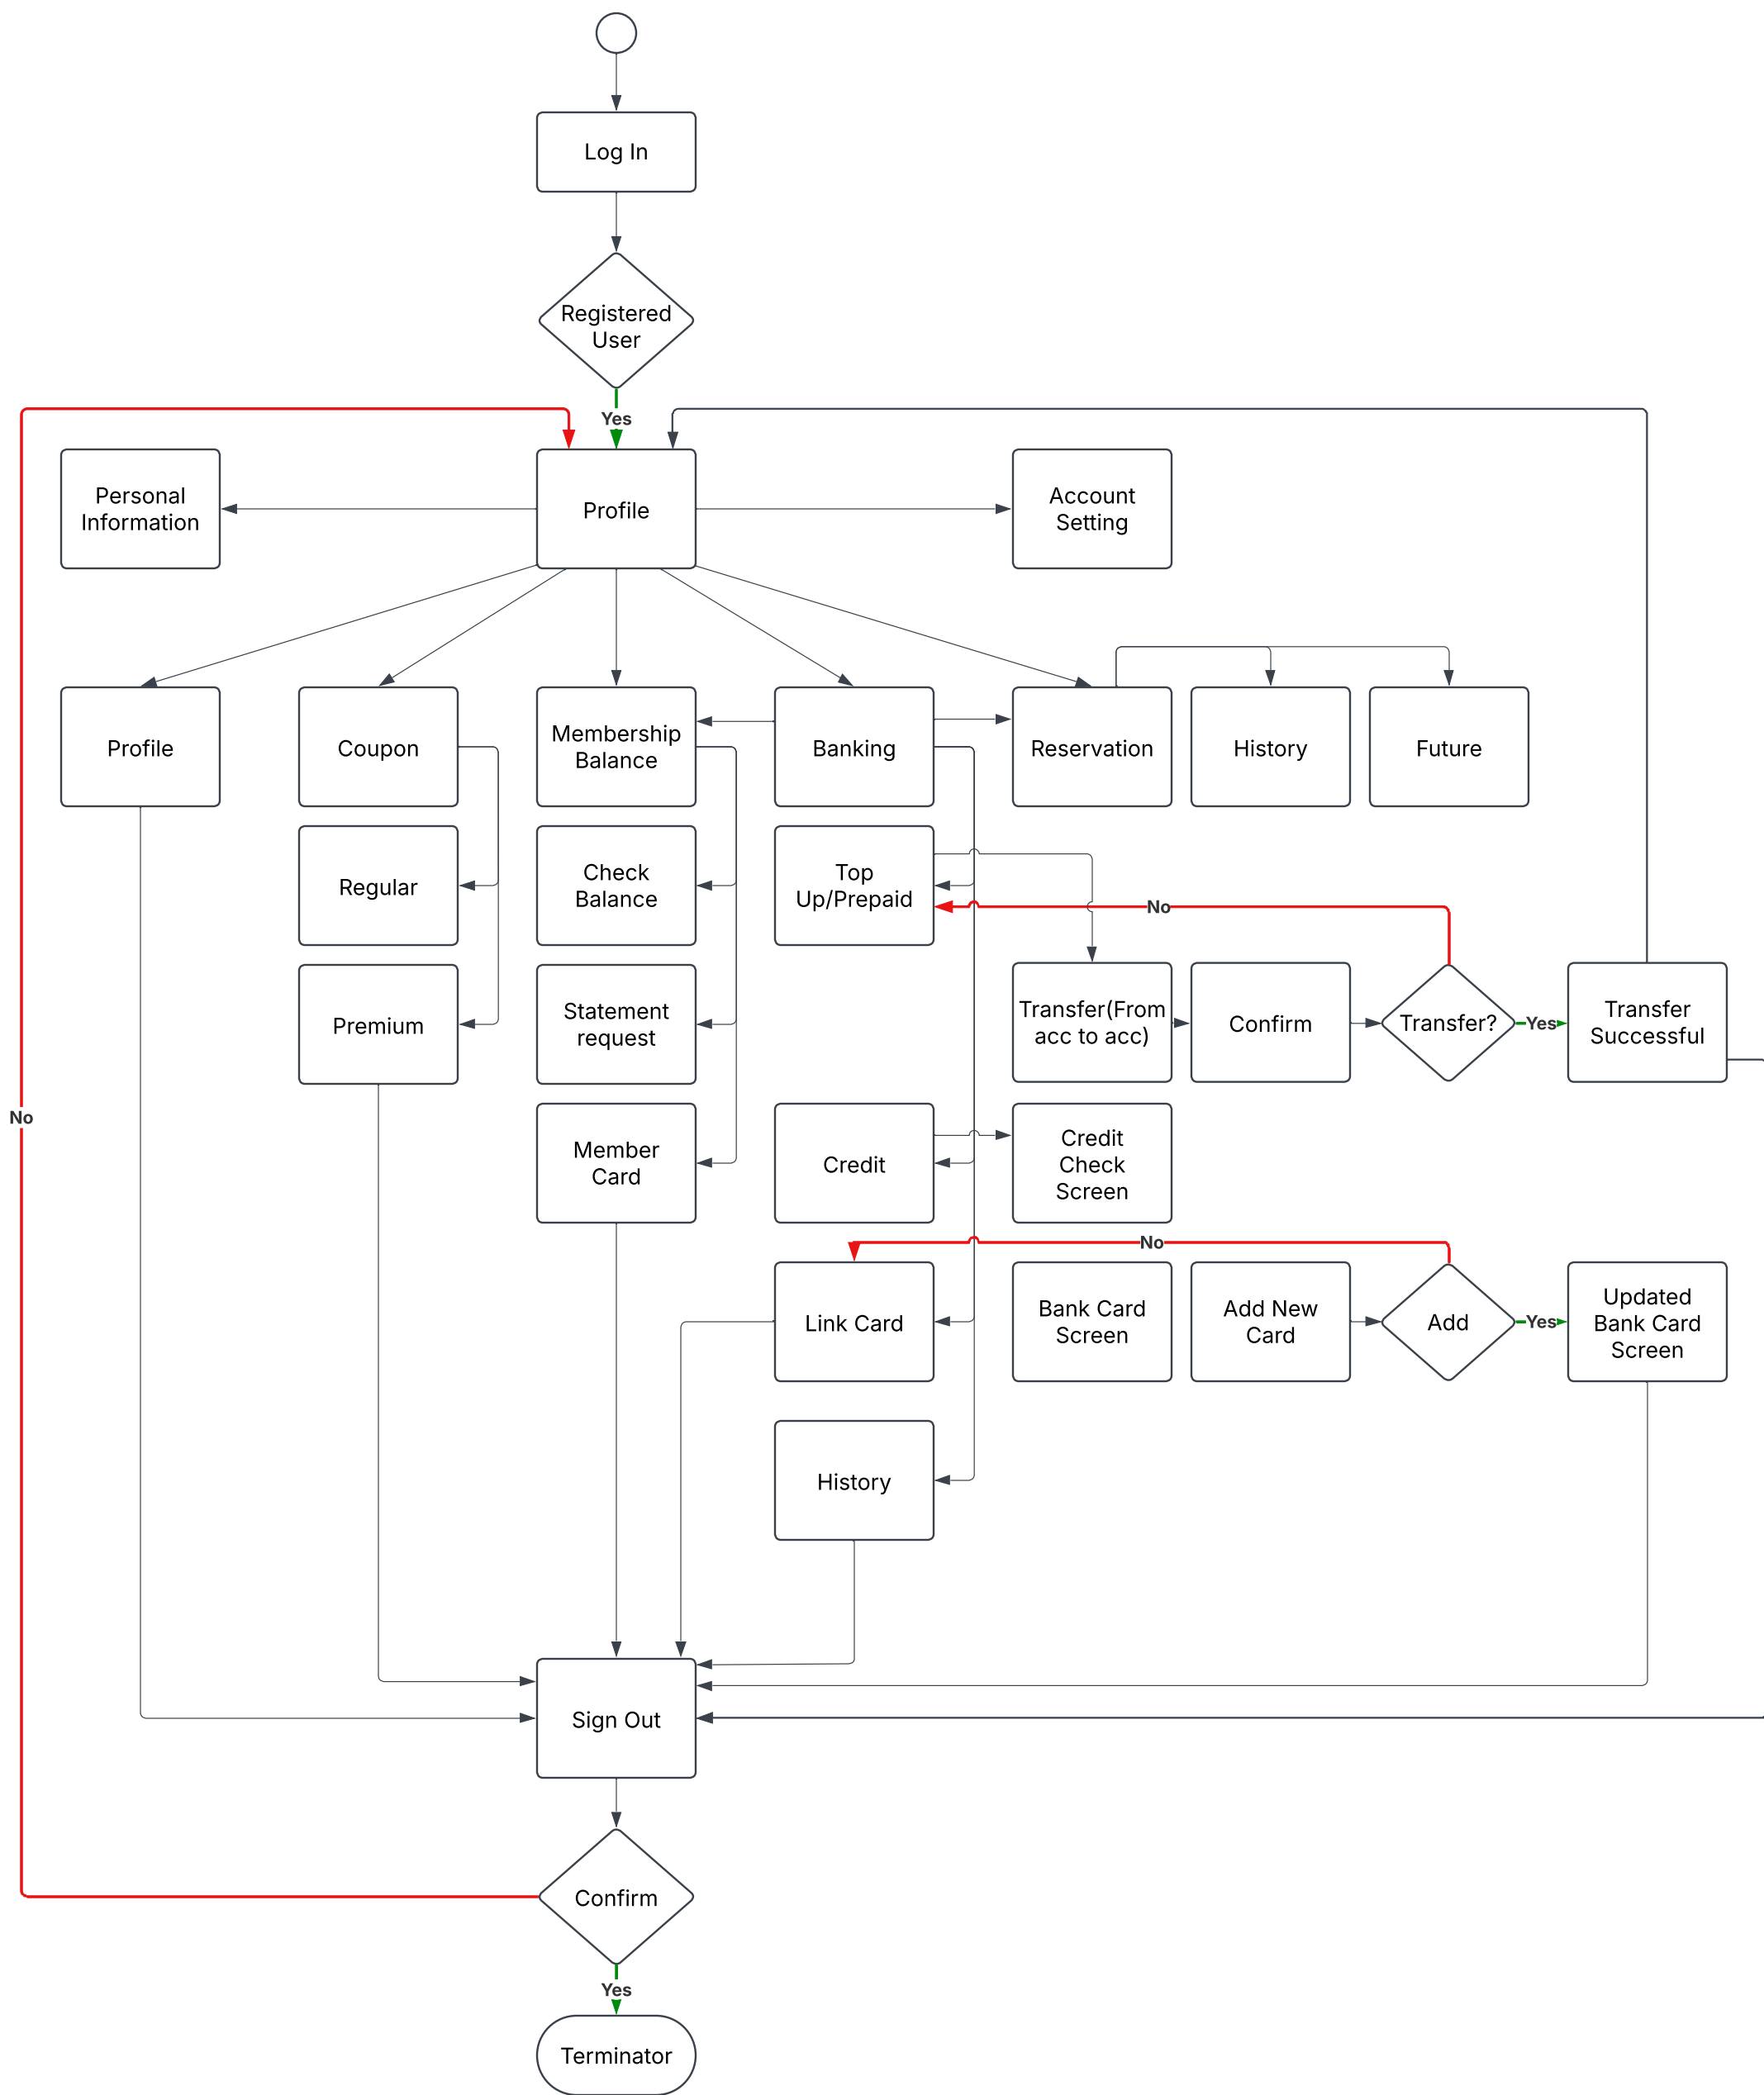 Log In
Registered
User
Yes
Personal
Information
Profile
Account
Setting
Profile
Coupon
Membership
Balance
Banking
Reservation
History
Future
Regular
Check
Balance
Top
Up/Prepaid
No
Premium
Statement
request
Transfer(From
acc to acc)
Confirm
Transfer?
Yes
Transfer
Successful
No
Member
Card
Credit
Credit
Check
Screen
No
Link Card
Bank Card
Screen
Add New
Card
Add
Yes
Updated
Bank Card
Screen
History
Sign Out
Confirm
Yes
Terminator